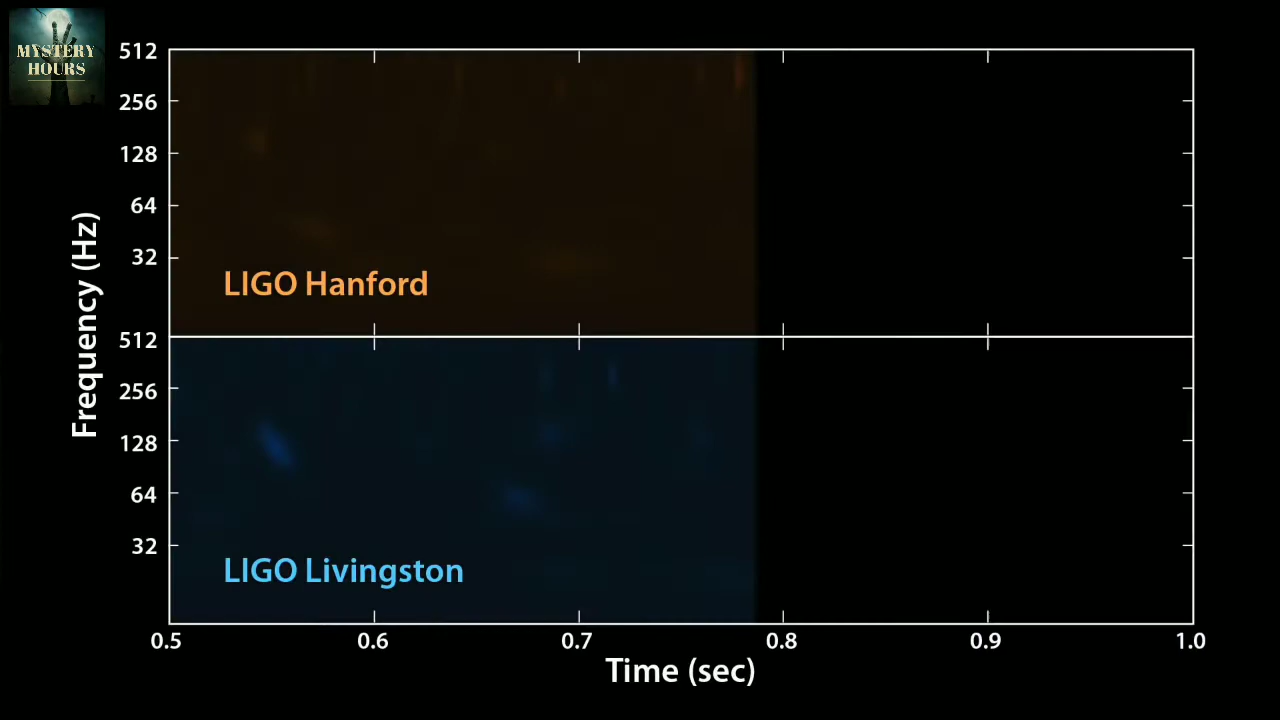 MYSTERY
HOURS
512
256
128
64
32
LIGO Hanford
Frequency (Hz)
512
256
128
64
32
LIGO Livingston
0.5 0.6 0.7 0.8 0.9 1.0
Time (sec)